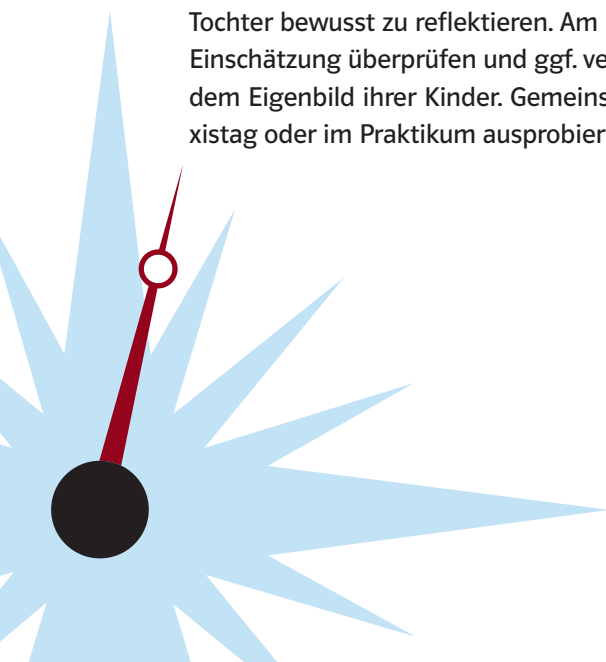 Tochter bewusst zu reflektieren. Am
Einschätzung überprüfen und ggf. ve
dem Eigenbild ihrer Kinder. Gemeins
xistag oder im Praktikum ausprobier